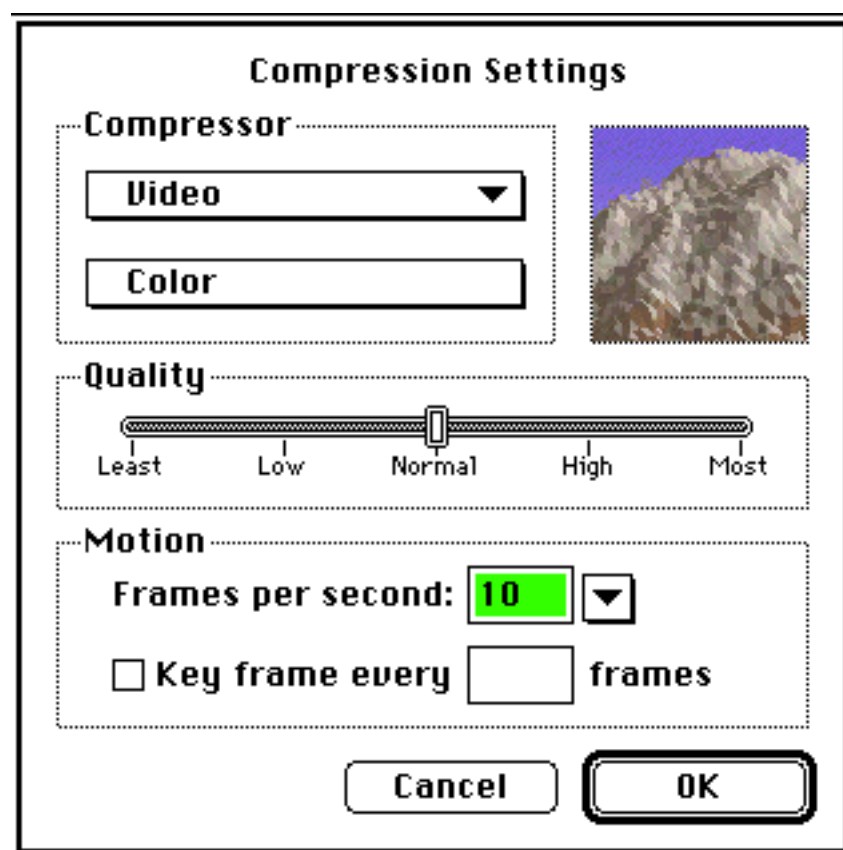 Compression Settings
Compressor
Video
Color
Quality
Least Low Normal High Most
Motion
Frames per second: 10
Key frame every frames
Cancel OK